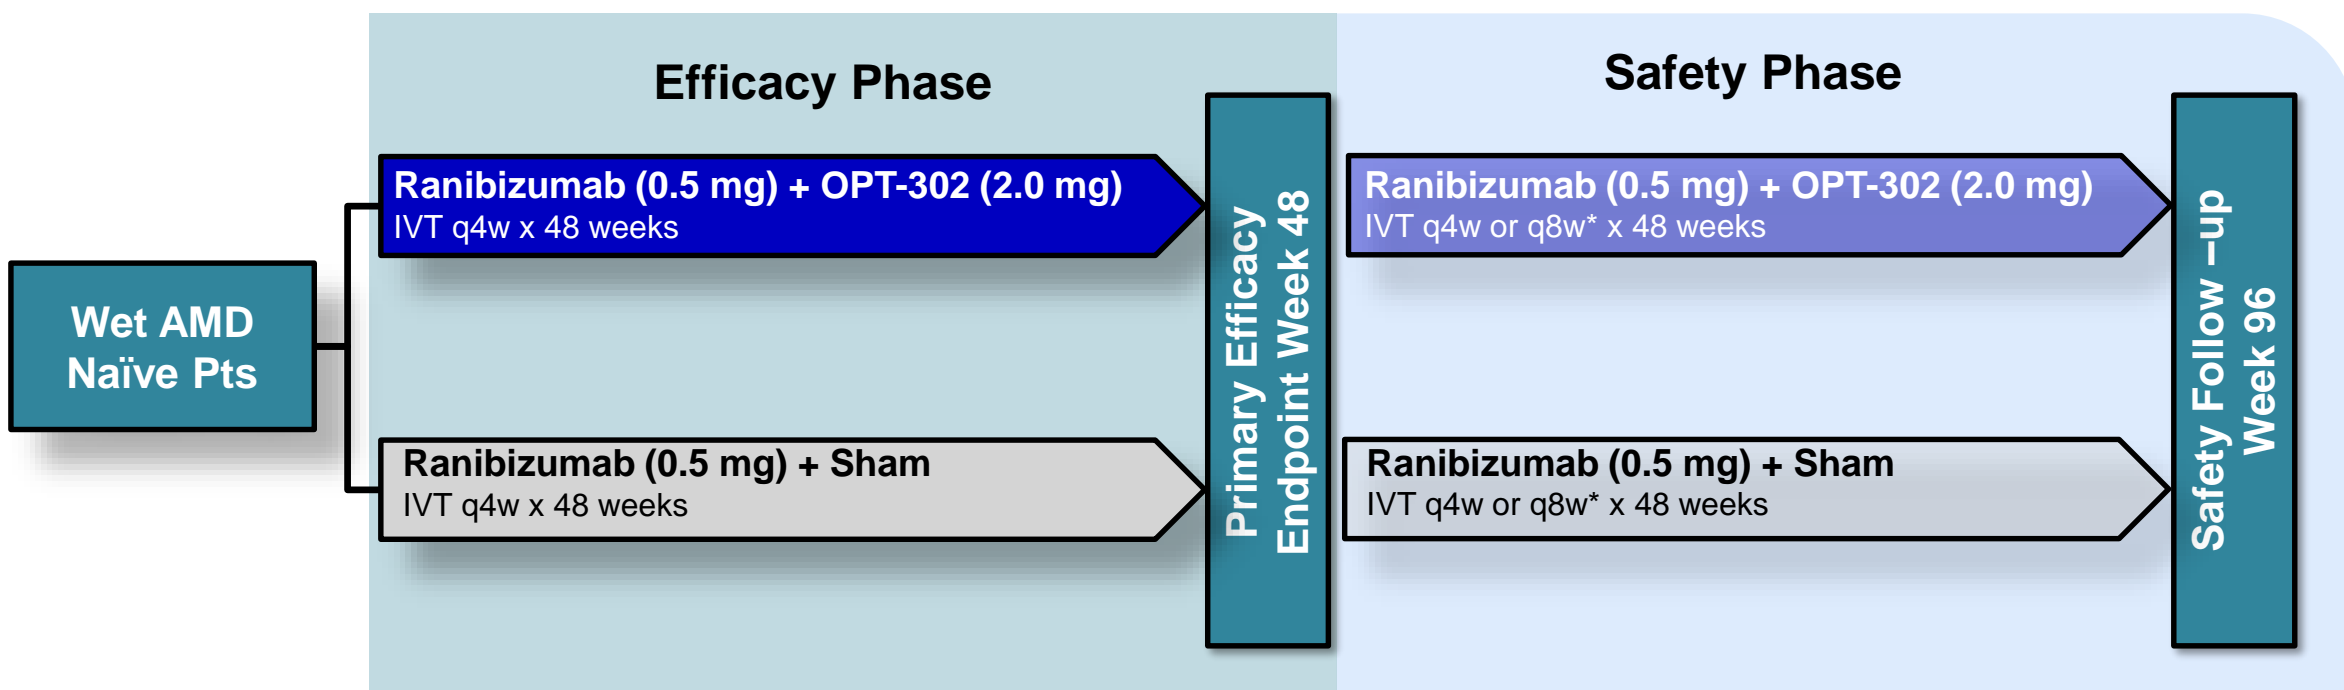 Efficacy Phase
Safety Phase
Wet AMD
Naïve Pts
Ranibizumab (0.5 mg) + OPT-302 (2.0 mg)
IVT q4w x 48 weeks
Ranibizumab (0.5 mg) + Sham
IVT q4w x 48 weeks
Primary Efficacy
Endpoint Week 48
Ranibizumab (0.5 mg) + OPT-302 (2.0 mg)
IVT q4w or q8w* x 48 weeks
Ranibizumab (0.5 mg) + Sham
IVT q4w or q8w* x 48 weeks
Safety Follow –up
Week 96